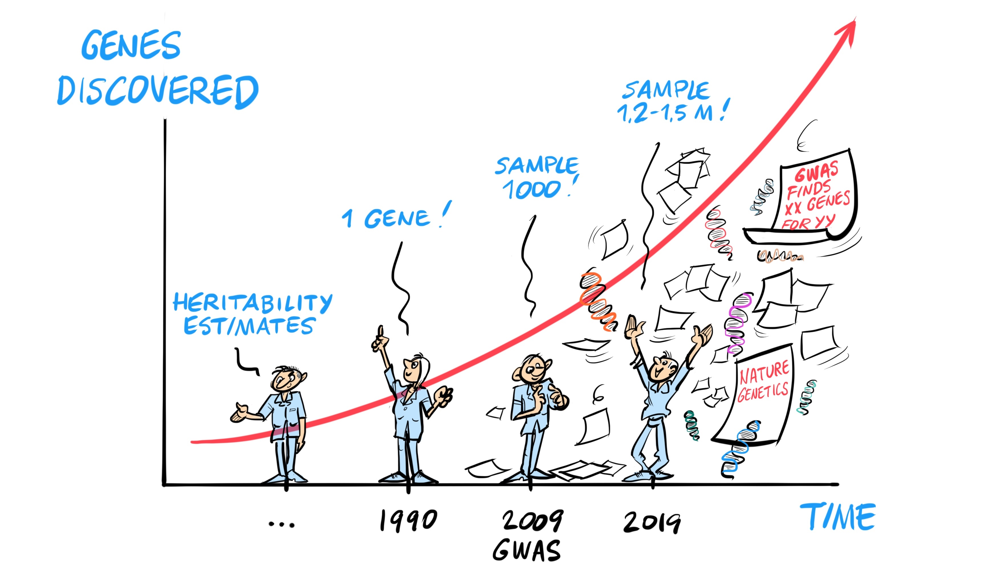 GENES
DISCOVERED
SAMPLE
1,2-1,5 M!
SAMPLE
1000!
1 GENE!
HERITABILITY
ESTIMATES
GWAS
FINDS
XX GENES
FOR YY
NATURE
GENETICS
...
1990
2009
GWAS
2019
TIME